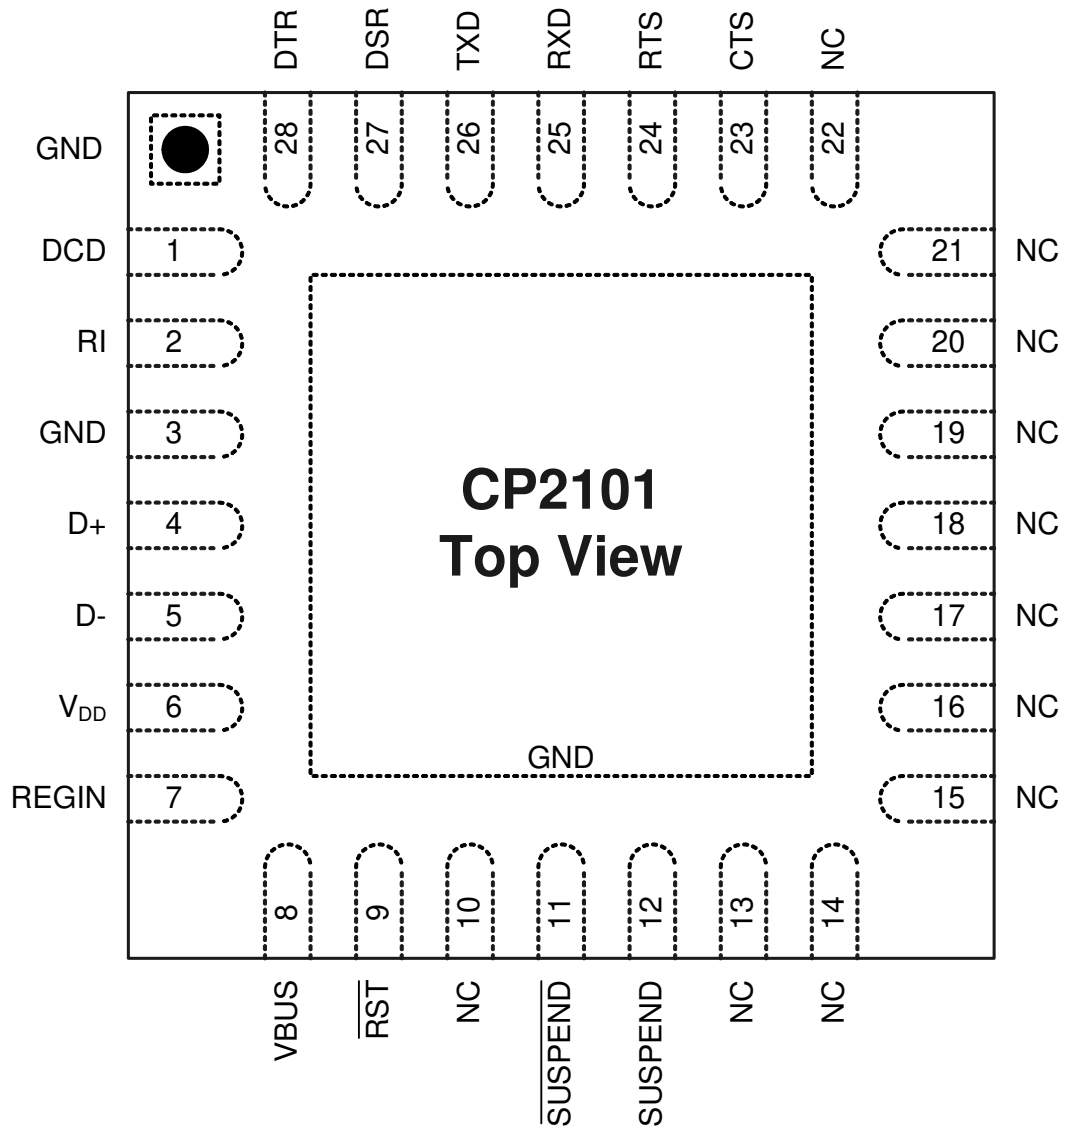 DTR DSR TXD RXD RTS CTS NC
28 27 26 25 24 23 22
GND
DCD 1 21 NC
RI 2 20 NC
GND 3 19 NC
D+ 4 18 NC
D- 5 17 NC
VDD 6 16 NC
REGIN 7 15 NC
CP2101
Top View
GND
8 9 10 11 12 13 14
VBUS RST NC SUSPEND SUSPEND NC NC